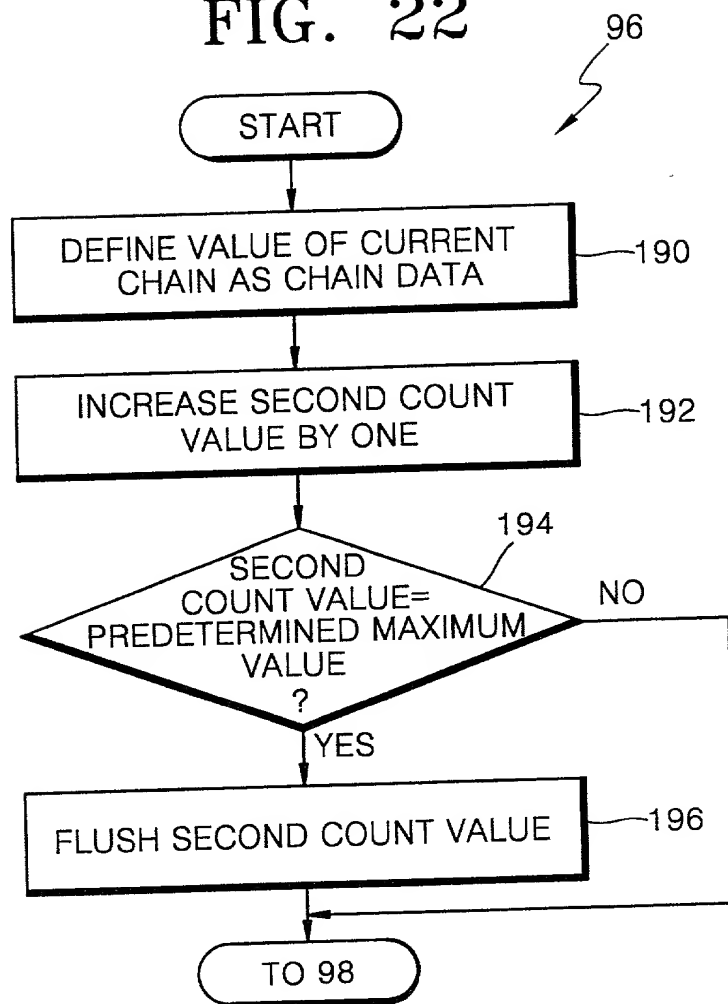 FIG. 22
96
START
DEFINE VALUE OF CURRENT
CHAIN AS CHAIN DATA
190
INCREASE SECOND COUNT
VALUE BY ONE
192
194
SECOND
COUNT VALUE=
PREDETERMINED MAXIMUM
VALUE
?
NO
YES
FLUSH SECOND COUNT VALUE
196
TO 98